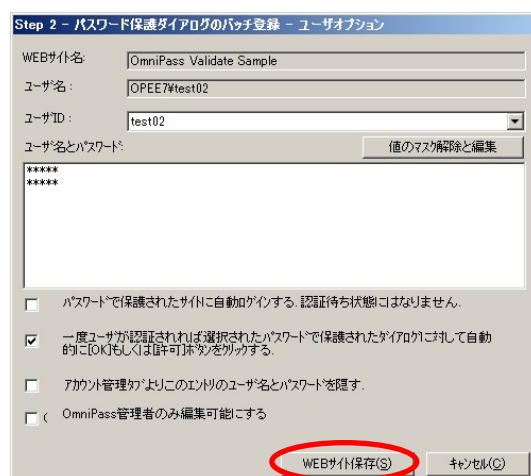 Step 2 - パスワード保護ダイアログのバッチ登録 - ユーザオプション
WEBサイト名:
OmniPass Validate Sample
ユーザ名:
OPEE7¥test02
ユーザID:
test02
ユーザ名とパスワード:
値のマスク解除と編集
*****
*****
パスワードで保護されたサイトに自動ログインする. 認証待ち状態にはなりません.
一度ユーザが認証されれば選択されたパスワードで保護されたダイアログに対して自動
的に[OK]もしくは[許可]ボタンをクリックする.
アカウント管理タブよりこのエントリのユーザ名とパスワードを隠す.
( OmniPass管理者のみ編集可能にする
WEBサイト保存(S)
キャンセル(C)